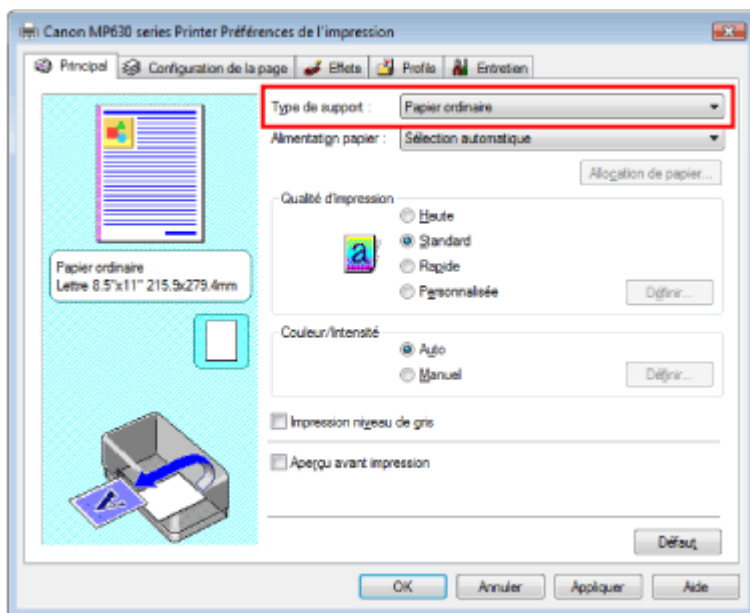 Canon MP630 series Printer Préférences de l'impression
Principal Configuration de la page Effets Profils Entretien
Type de support : Papier ordinaire
Alimentation papier : Sélection automatique
Allocation de papier...
Qualité d'impression
Haute
Standard
Rapide
Personnalisée Définir...
Papier ordinaire
Lettre 8.5"x11" 215.9x279.4mm
Couleur/Intensité
Auto
Manuel Définir...
Impression niveau de gris
Aperçu avant impression
Défaut
OK Annuler Appliquer Aide